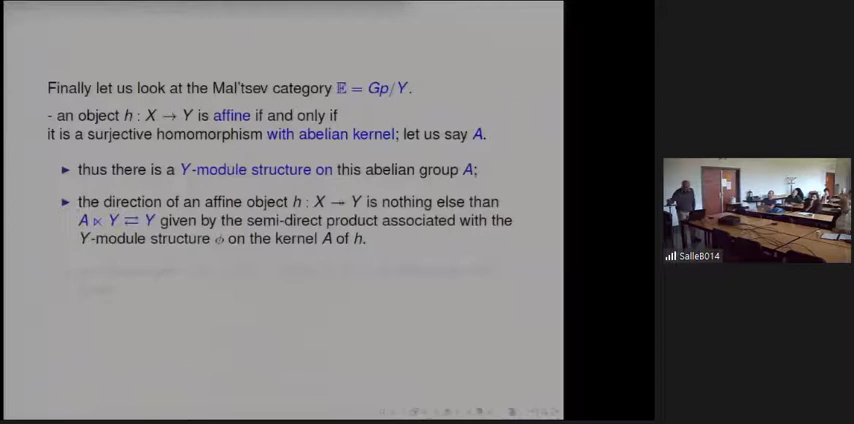 Finally let us look at the Mal'tsev category 𝔼 = Gp/Y.
- an object h : X → Y is affine if and only if
it is a surjective homomorphism with abelian kernel; let us say A.
▶ thus there is a Y-module structure on this abelian group A;
▶ the direction of an affine object h : X ↠ Y is nothing else than
A ⋉ Y ⇄ Y given by the semi-direct product associated with the
Y-module structure ϕ on the kernel A of h.
SalleB014